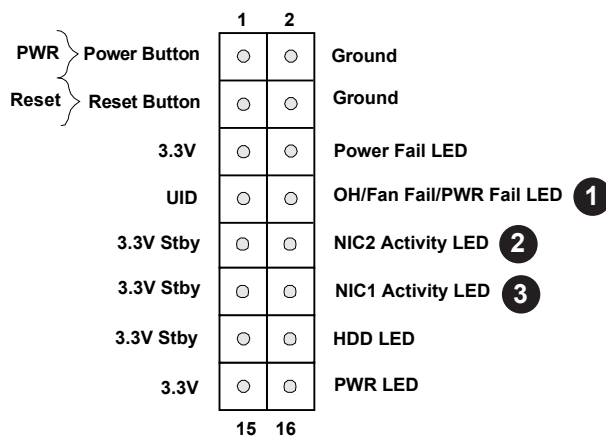 1 2
PWR Power Button Ground
Reset Reset Button Ground
3.3V Power Fail LED
UID OH/Fan Fail/PWR Fail LED 1
3.3V Stby NIC2 Activity LED 2
3.3V Stby NIC1 Activity LED 3
3.3V Stby HDD LED
3.3V PWR LED
15 16